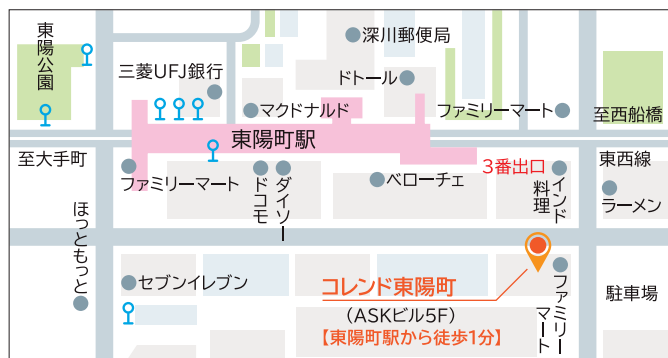 東陽公園
深川郵便局
三菱UFJ銀行
ドトール
マクドナルド
ファミリーマート
至西船橋
東陽町駅
至大手町
3番出口
東西線
ファミリーマート
ドコモ
ダイソー
ベローチェ
インド
料理
ラーメン
ほっともっと
セブンイレブン
コレンド東陽町
(ASKビル5F)
【東陽町駅から徒歩1分】
ファミリー
マート
駐車場